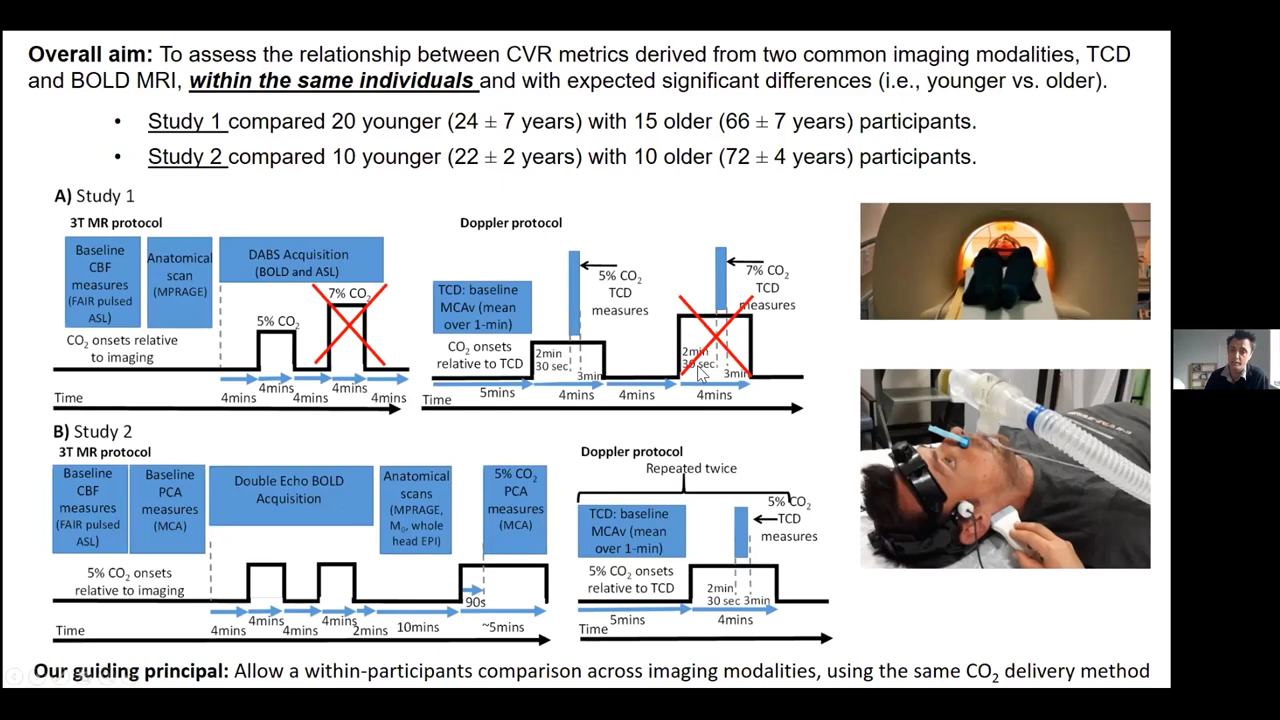 Overall aim: To assess the relationship between CVR metrics derived from two common imaging modalities, TCD
and BOLD MRI, within the same individuals and with expected significant differences (i.e., younger vs. older).
• Study 1 compared 20 younger (24 ± 7 years) with 15 older (66 ± 7 years) participants.
• Study 2 compared 10 younger (22 ± 2 years) with 10 older (72 ± 4 years) participants.
A) Study 1
3T MR protocol
Baseline
CBF
measures
(FAIR pulsed
ASL)
Anatomical
scan
(MPRAGE)
DABS Acquisition
(BOLD and ASL)
7% CO2
5% CO2
CO2 onsets relative
to imaging
4mins
4mins
4mins
4mins
4mins
Time
Doppler protocol
TCD: baseline
MCAv (mean
over 1-min)
5% CO2
TCD
measures
7% CO2
TCD
measures
CO2 onsets
relative to TCD
2min
30 sec
3min
2min
30 sec
3min
5mins
4mins
4mins
4mins
Time
B) Study 2
3T MR protocol
Baseline
CBF
measures
(FAIR pulsed
ASL)
Baseline
PCA
measures
(MCA)
Double Echo BOLD
Acquisition
Anatomical
scans
(MPRAGE,
M0, whole
head EPI)
5% CO2
PCA
measures
(MCA)
5% CO2 onsets
relative to imaging
90s
4mins
4mins
4mins
4mins
2mins
10mins
~5mins
Time
Doppler protocol
Repeated twice
TCD: baseline
MCAv (mean
over 1-min)
5% CO2
TCD
measures
5% CO2 onsets
relative to TCD
2min
30 sec
3min
5mins
4mins
Time
Our guiding principal: Allow a within-participants comparison across imaging modalities, using the same CO2 delivery method